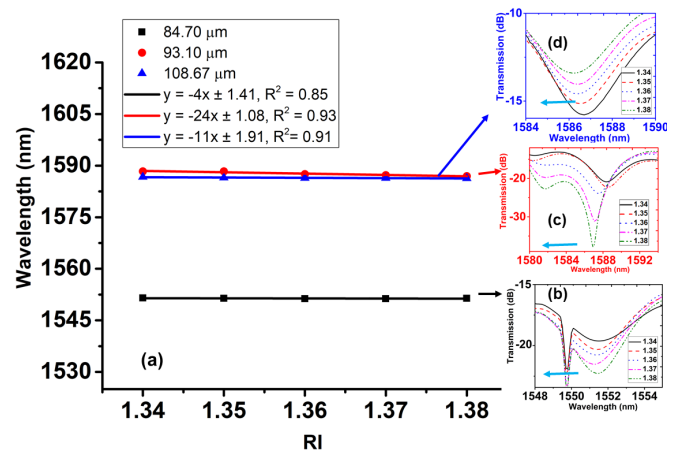 84.70 μm
93.10 μm
108.67 μm
y = -4x ± 1.41, R² = 0.85
y = -24x ± 1.08, R² = 0.93
y = -11x ± 1.91, R²= 0.91
1620
1605
1590
1575
1560
1545
1530
Wavelength (nm)
(a)
1.34 1.35 1.36 1.37 1.38
RI
(d)
-10
-15
Transmission (dB)
1.34
1.35
1.36
1.37
1.38
1584 1586 1588 1590
Wavelength (nm)
(c)
-20
-30
Transmission (dB)
1.34
1.35
1.36
1.37
1.38
1580 1584 1588 1592
Wavelength (nm)
(b)
-15
-20
Transmission (dB)
1.34
1.35
1.36
1.37
1.38
1548 1550 1552 1554
Wavelength (nm)